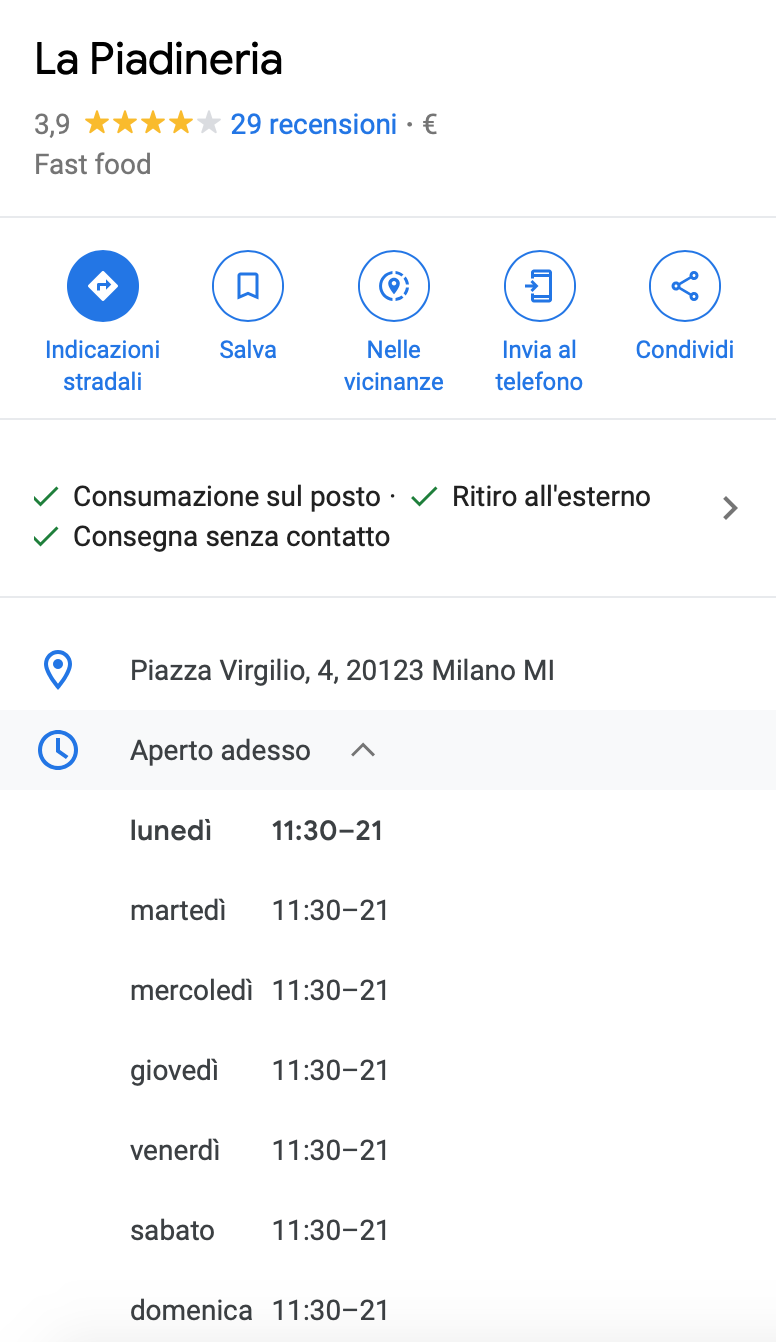 La Piadineria
3,9 29 recensioni · €
Fast food
Indicazioni stradali
Salva
Nelle vicinanze
Invia al telefono
Condividi
Consumazione sul posto · Ritiro all'esterno
Consegna senza contatto
Piazza Virgilio, 4, 20123 Milano MI
Aperto adesso
lunedì 11:30–21
martedì 11:30–21
mercoledì 11:30–21
giovedì 11:30–21
venerdì 11:30–21
sabato 11:30–21
domenica 11:30–21